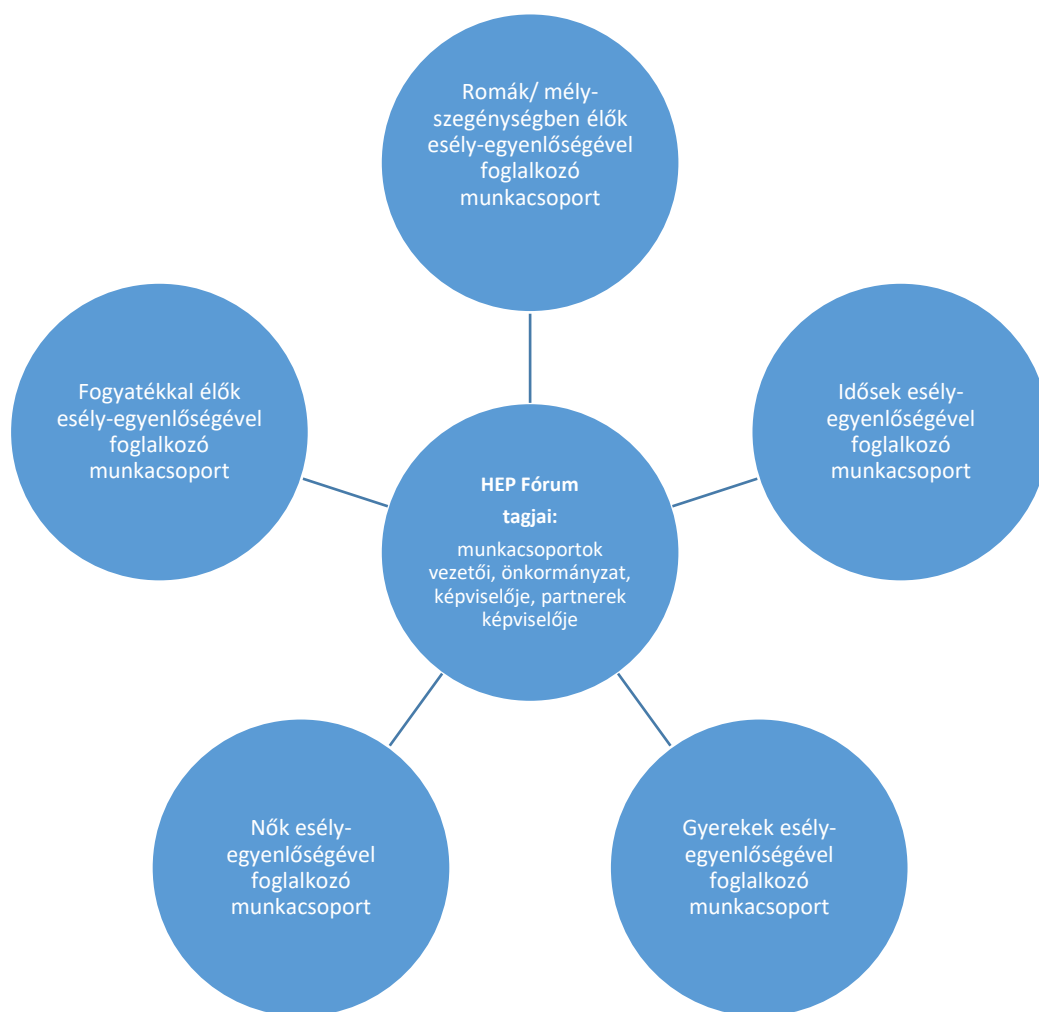 Romák/ mély-
szegénységben élők
esély-egyenlőségével
foglalkozó
munkacsoport
Fogyatékkal élők
esély-egyenlőségével
foglalkozó
munkacsoport
Idősek esély-
egyenlőségével
foglalkozó
munkacsoport
HEP Fórum
tagjai:
munkacsoportok
vezetői, önkormányzat,
képviselője, partnerek
képviselője
Nők esély-
egyenlőségével
foglalkozó
munkacsoport
Gyerekek esély-
egyenlőségével
foglalkozó
munkacsoport